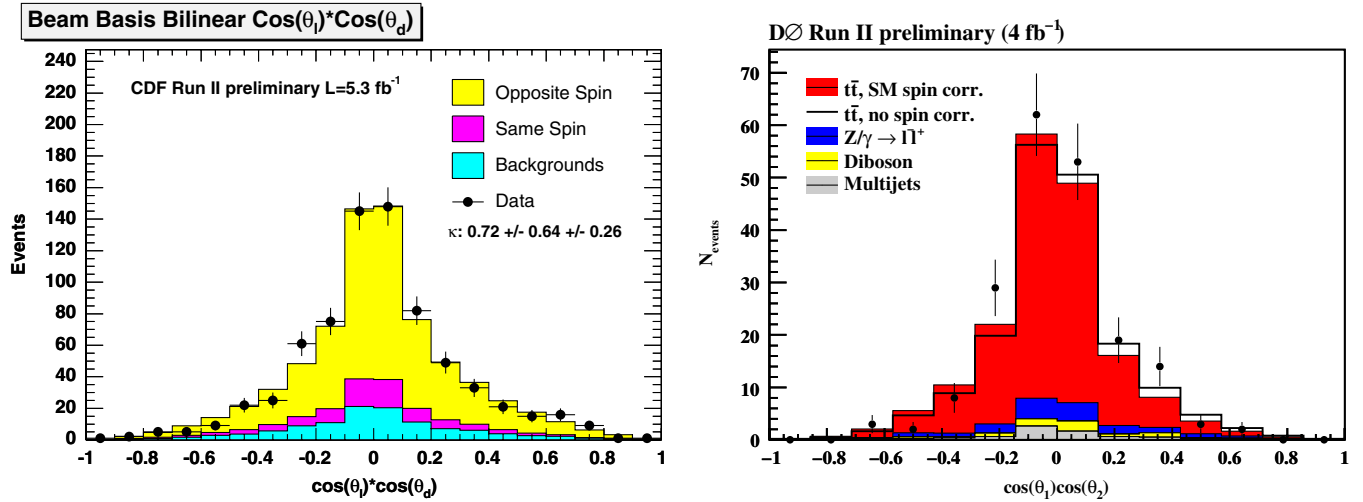 Beam Basis Bilinear Cos(θl)*Cos(θd)
CDF Run II preliminary L=5.3 fb-1
Opposite Spin
Same Spin
Backgrounds
Data
κ: 0.72 +/- 0.64 +/- 0.26
Events
240
220
200
180
160
140
120
100
80
60
40
20
0
-1 -0.8 -0.6 -0.4 -0.2 0 0.2 0.4 0.6 0.8 1
cos(θl)*cos(θd)
DØ Run II preliminary (4 fb-1)
tt̄, SM spin corr.
tt̄, no spin corr.
Z/γ → l̄l+
Diboson
Multijets
Nevents
70
60
50
40
30
20
10
0
−1 −0.8 −0.6 −0.4 −0.2 0 0.2 0.4 0.6 0.8 1
cos(θ1)cos(θ2)